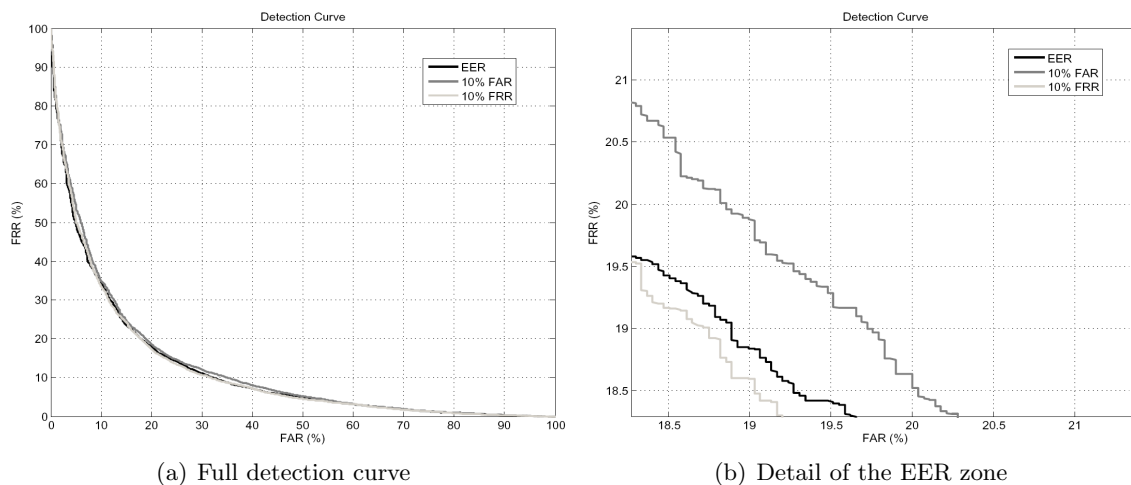 Detection Curve
100
90
80
70
60
50
40
30
20
10
0
FRR (%)
EER
10% FAR
10% FRR
0 10 20 30 40 50 60 70 80 90 100
FAR (%)
(a) Full detection curve
Detection Curve
21
20.5
20
19.5
19
18.5
FRR (%)
EER
10% FAR
10% FRR
18.5 19 19.5 20 20.5 21
FAR (%)
(b) Detail of the EER zone